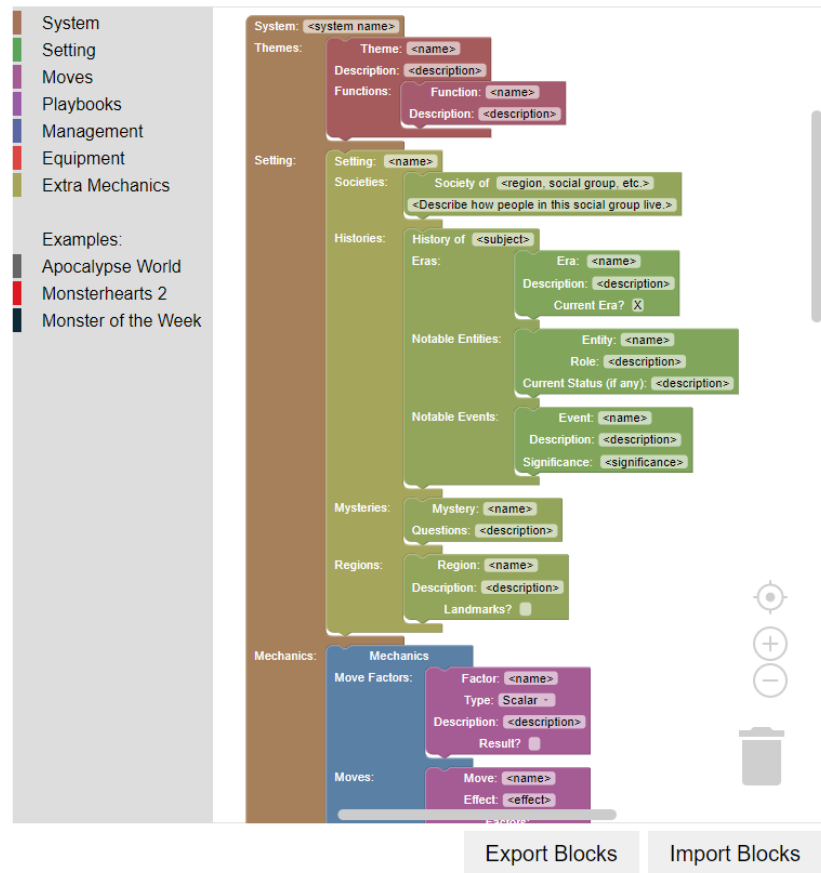 System
Setting
Moves
Playbooks
Management
Equipment
Extra Mechanics
Examples:
Apocalypse World
Monsterhearts 2
Monster of the Week
System: <system name>
Themes: Theme: <name>
Description: <description>
Functions: Function: <name>
Description: <description>
Setting: Setting: <name>
Societies: Society of <region, social group, etc.>
<Describe how people in this social group live.>
Histories: History of <subject>
Eras: Era: <name>
Description: <description>
Current Era? X
Notable Entities: Entity: <name>
Role: <description>
Current Status (if any): <description>
Notable Events: Event: <name>
Description: <description>
Significance: <significance>
Mysteries: Mystery: <name>
Questions: <description>
Regions: Region: <name>
Description: <description>
Landmarks?
Mechanics: Mechanics
Move Factors: Factor: <name>
Type: Scalar
Description: <description>
Result?
Moves: Move: <name>
Effect: <effect>
Factors:
Export Blocks Import Blocks